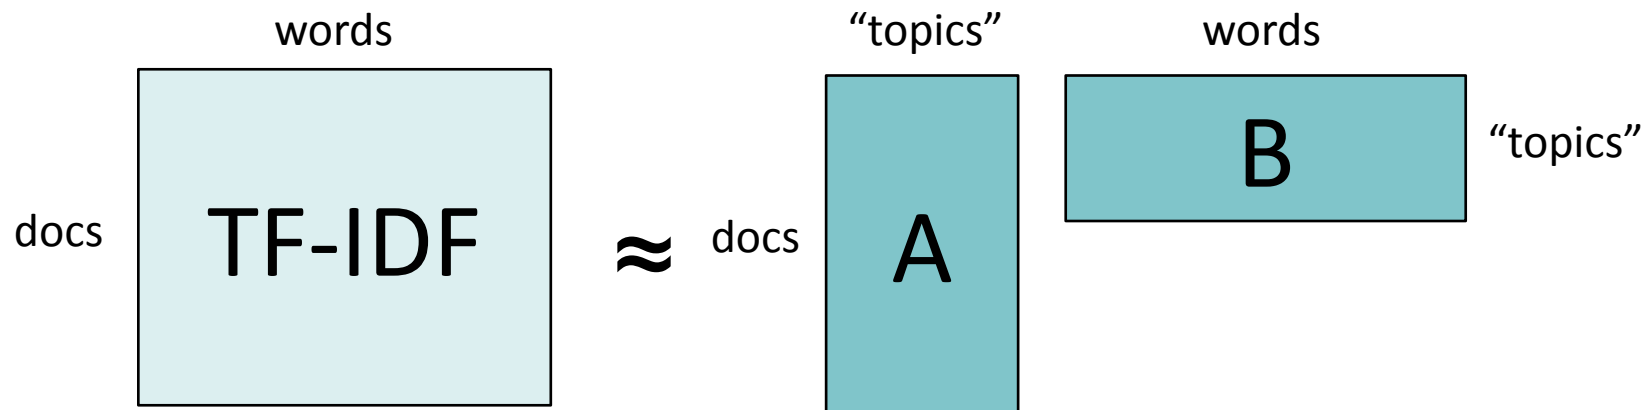 words
“topics”
words
docs
TF-IDF
≈
docs
A
B
“topics”